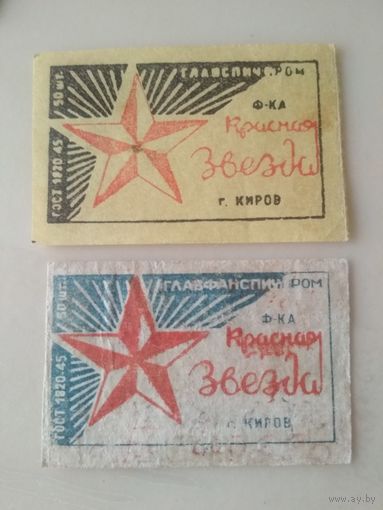 ГЛАВСПИЧПРОМ
Ф-КА
Красная
Звезда
г. КИРОВ
ГОСТ 1820-45
50 шт.
ГЛАВФАНСПИЧПРОМ
Ф-КА
Красная
Звезда
г. КИРОВ
ГОСТ 1820-45
50 шт.
www.ay.by